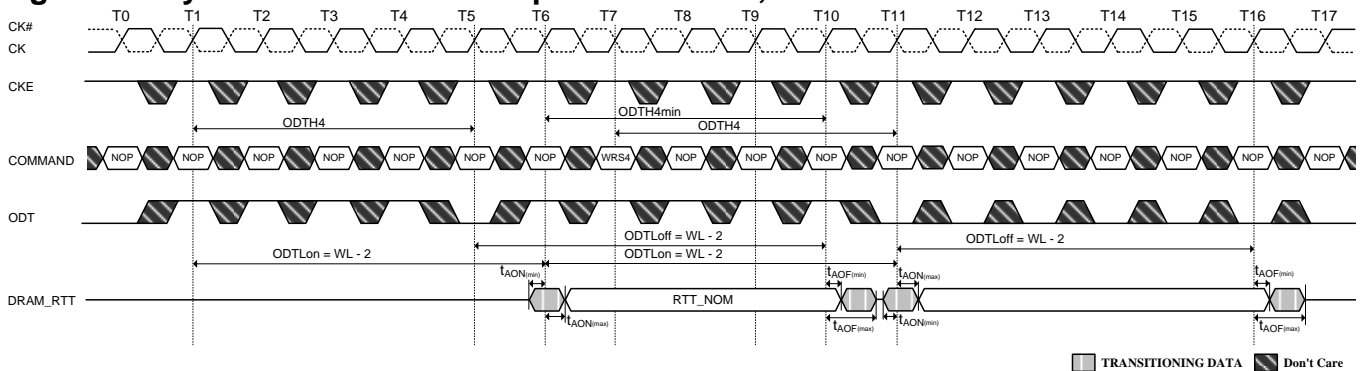 T0 T1 T2 T3 T4 T5 T6 T7 T8 T9 T10 T11 T12 T13 T14 T15 T16 T17
CK#
CK
CKE
ODTH4min
ODTH4 ODTH4
COMMAND NOP NOP NOP NOP NOP NOP NOP WRS4 NOP NOP NOP NOP NOP NOP NOP NOP NOP NOP
ODT
ODTLoff = WL - 2 ODTLoff = WL - 2
ODTLon = WL - 2 ODTLon = WL - 2
tAON(min) tAOF(min) tAON(max) tAOF(min)
DRAM_RTT RTT_NOM
tAON(max) tAOF(max) tAON(min) tAOF(max)
TRANSITIONING DATA Don't Care